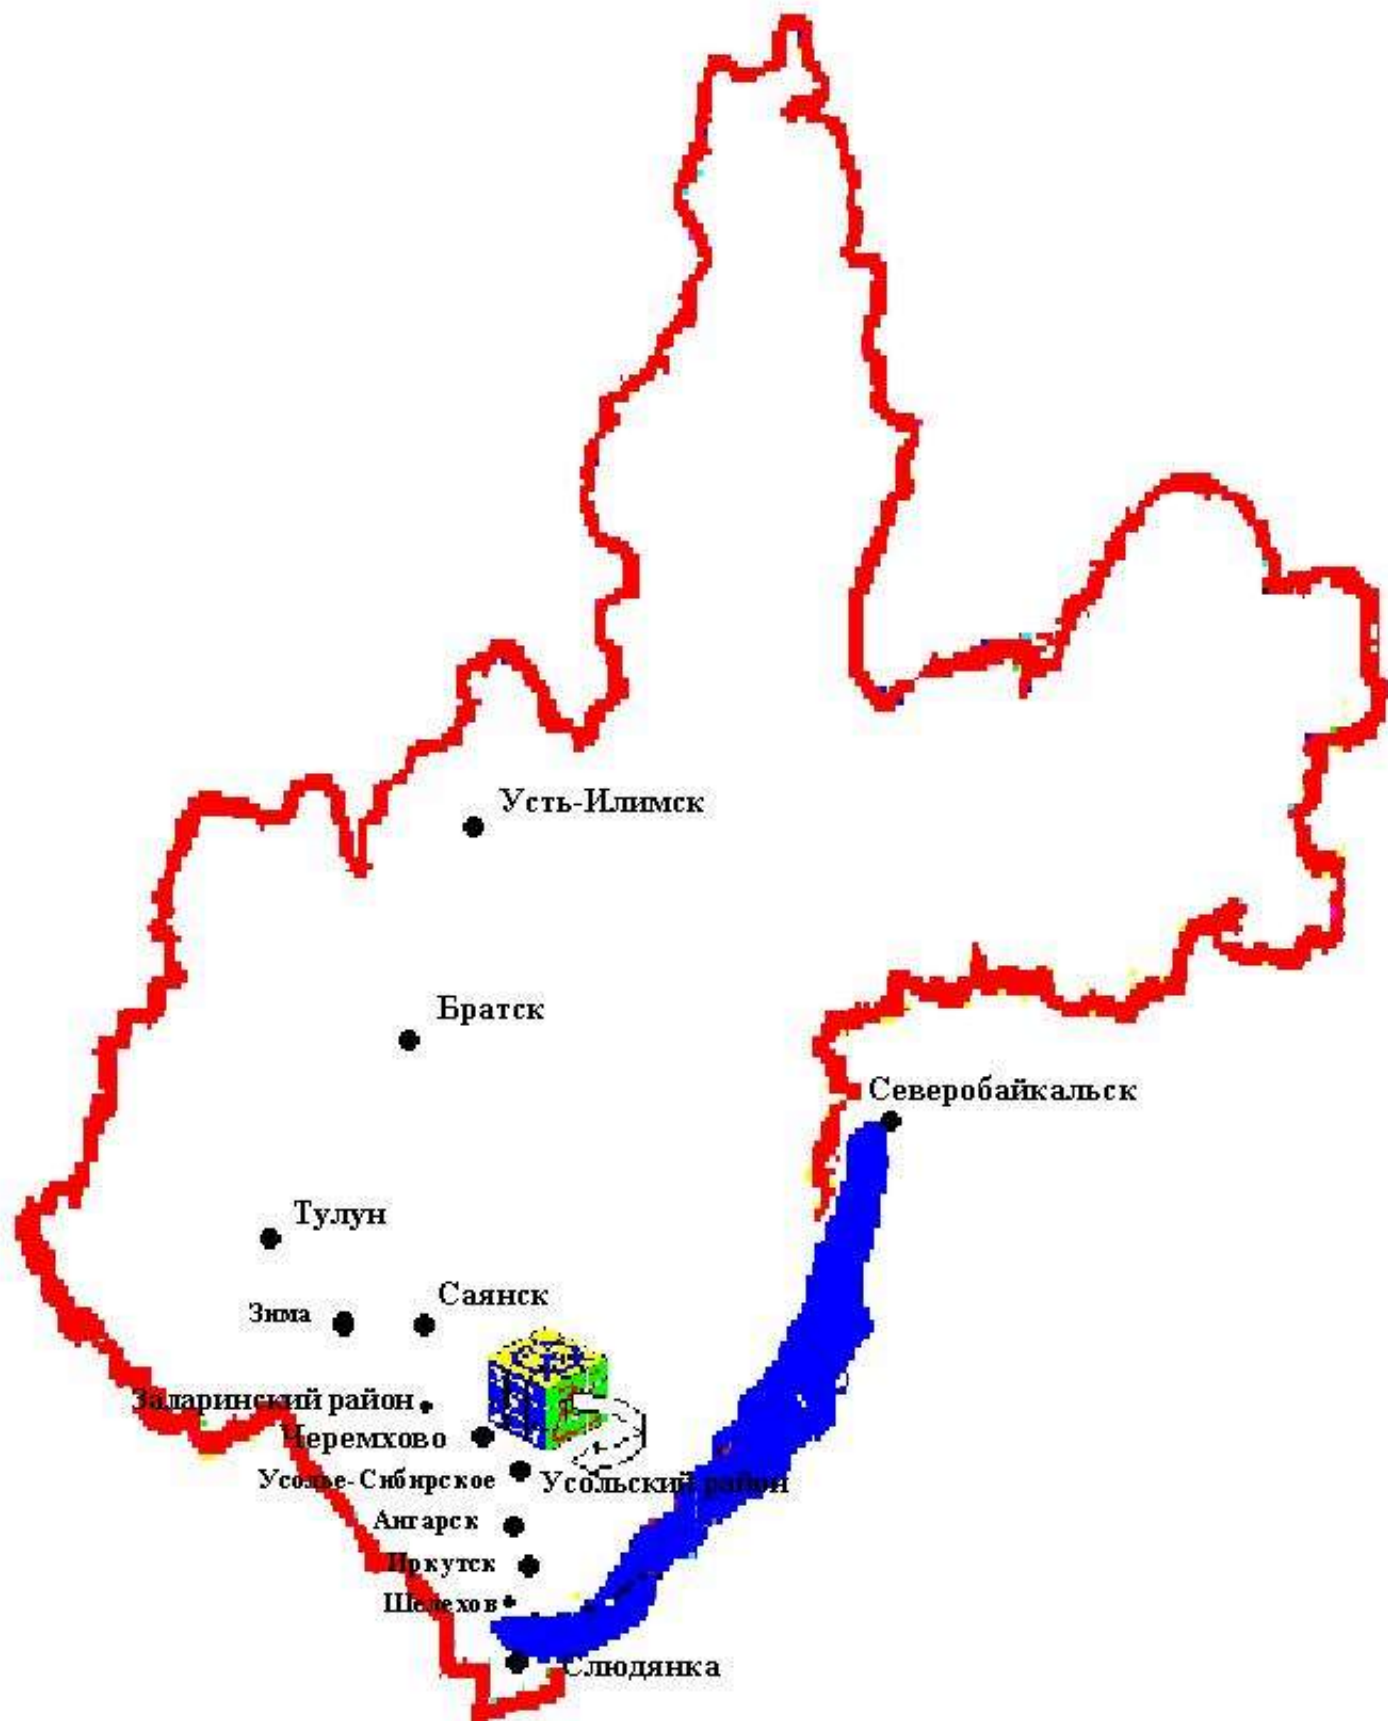 Усть-Илимск
Братск
Северобайкальск
Тулун
Саянск
Зима
Заларинский район
Черемхово
Усолье-Сибирское
Усольский район
Ангарск
Иркутск
Шелехов
Слюдянка